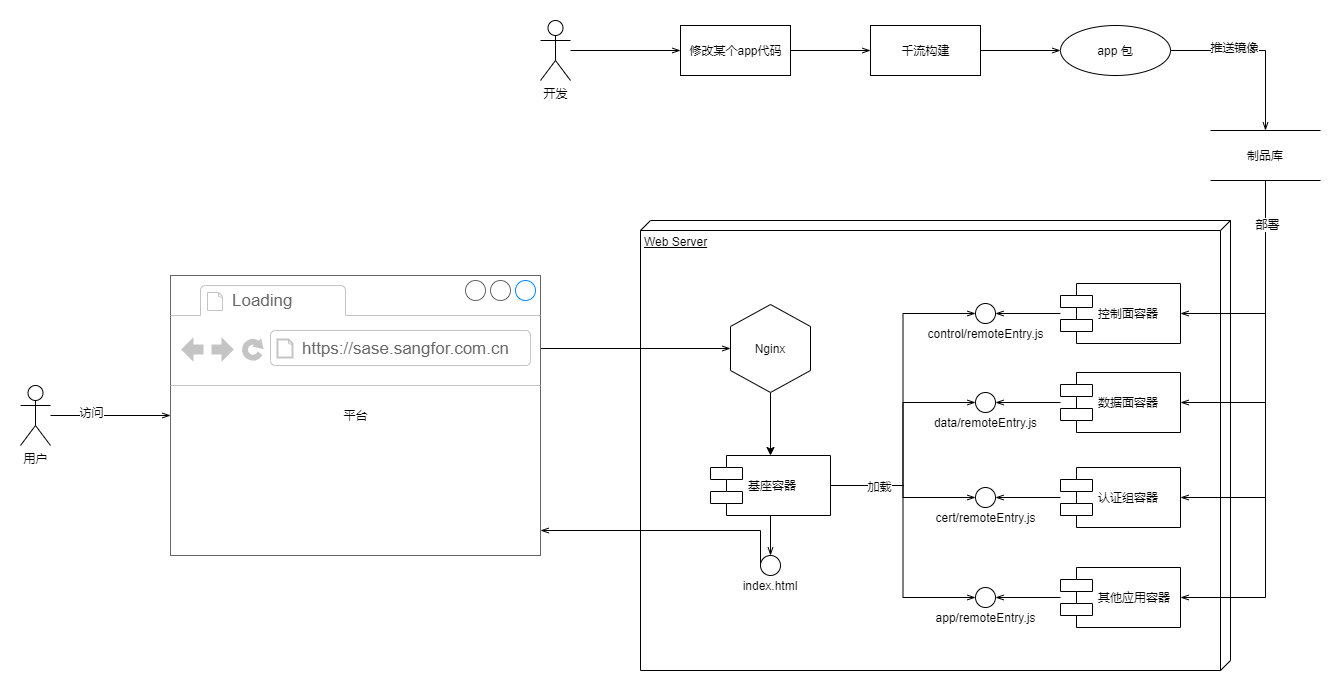 修改某个app代码
千流构建
app 包
推送镜像
开发
制品库
部署
Web Server
Loading
https://sase.sangfor.com.cn
平台
访问
用户
Nginx
基座容器
index.html
加载
control/remoteEntry.js
控制面容器
data/remoteEntry.js
数据面容器
cert/remoteEntry.js
认证组容器
app/remoteEntry.js
其他应用容器